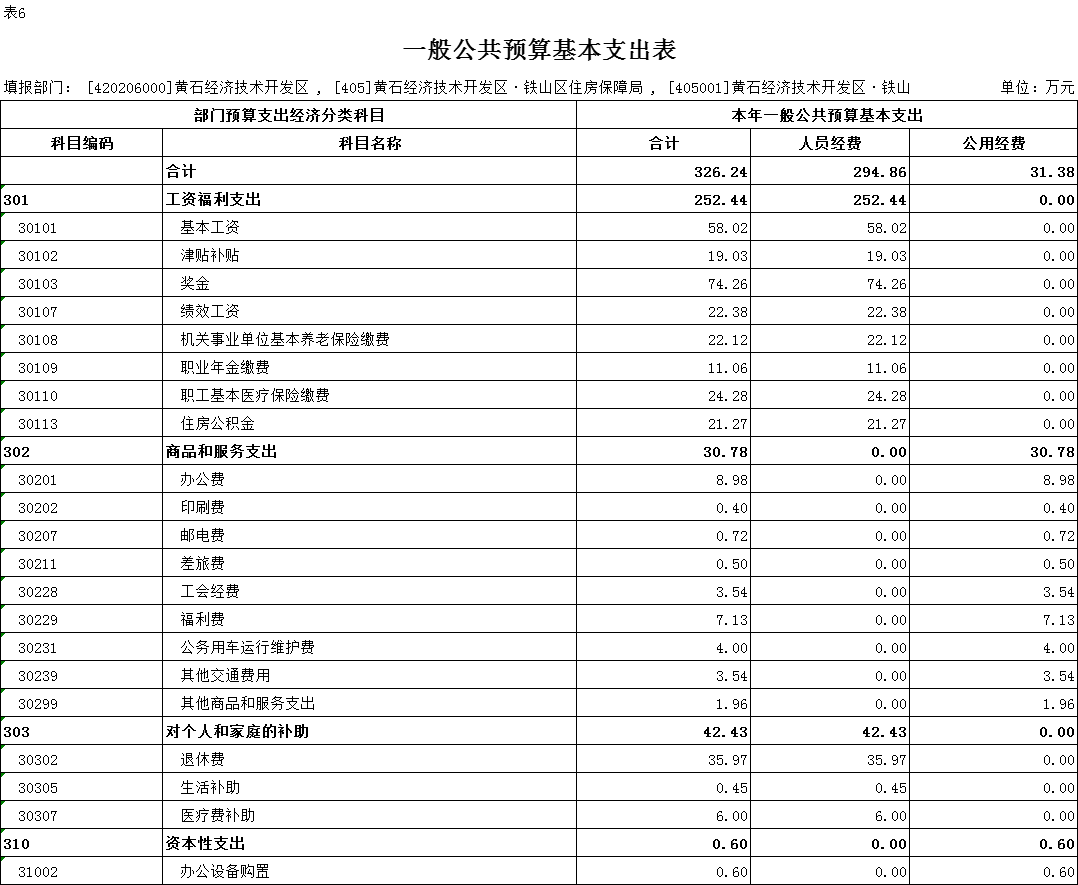 表6
一般公共预算基本支出表
填报部门： [420206000]黄石经济技术开发区 , [405]黄石经济技术开发区·铁山区住房保障局 , [405001]黄石经济技术开发区·铁山 单位：万元
部门预算支出经济分类科目 本年一般公共预算基本支出
科目编码 科目名称 合计 人员经费 公用经费
合计 326.24 294.86 31.38
301 工资福利支出 252.44 252.44 0.00
30101 基本工资 58.02 58.02 0.00
30102 津贴补贴 19.03 19.03 0.00
30103 奖金 74.26 74.26 0.00
30107 绩效工资 22.38 22.38 0.00
30108 机关事业单位基本养老保险缴费 22.12 22.12 0.00
30109 职业年金缴费 11.06 11.06 0.00
30110 职工基本医疗保险缴费 24.28 24.28 0.00
30113 住房公积金 21.27 21.27 0.00
302 商品和服务支出 30.78 0.00 30.78
30201 办公费 8.98 0.00 8.98
30202 印刷费 0.40 0.00 0.40
30207 邮电费 0.72 0.00 0.72
30211 差旅费 0.50 0.00 0.50
30228 工会经费 3.54 0.00 3.54
30229 福利费 7.13 0.00 7.13
30231 公务用车运行维护费 4.00 0.00 4.00
30239 其他交通费用 3.54 0.00 3.54
30299 其他商品和服务支出 1.96 0.00 1.96
303 对个人和家庭的补助 42.43 42.43 0.00
30302 退休费 35.97 35.97 0.00
30305 生活补助 0.45 0.45 0.00
30307 医疗费补助 6.00 6.00 0.00
310 资本性支出 0.60 0.00 0.60
31002 办公设备购置 0.60 0.00 0.60